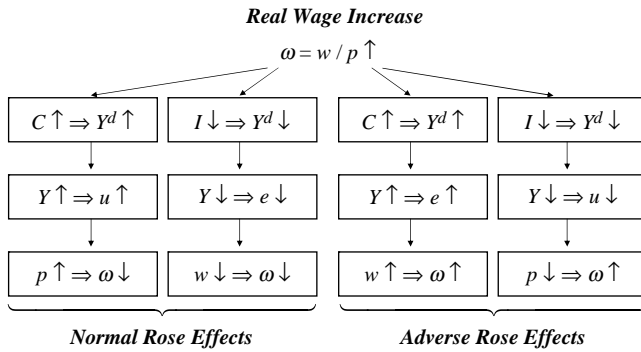 Real Wage Increase
ω = w / p ↑
C ↑ ⇒ Y^d ↑ I ↓ ⇒ Y^d ↓ C ↑ ⇒ Y^d ↑ I ↓ ⇒ Y^d ↓
Y ↑ ⇒ u ↑ Y ↓ ⇒ e ↓ Y ↑ ⇒ e ↑ Y ↓ ⇒ u ↓
p ↑ ⇒ ω ↓ w ↓ ⇒ ω ↓ w ↑ ⇒ ω ↑ p ↓ ⇒ ω ↑
Normal Rose Effects Adverse Rose Effects